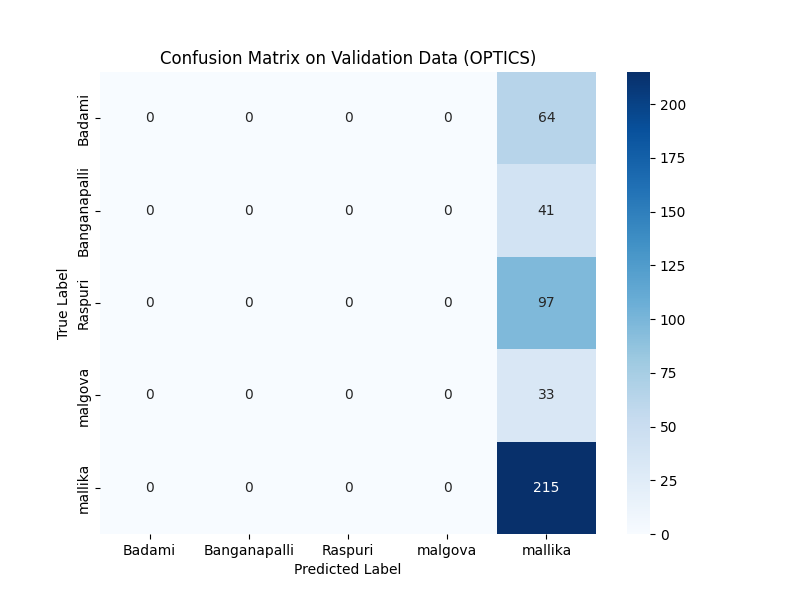 Confusion Matrix on Validation Data (OPTICS)
True Label
Badami 0 0 0 0 64
Banganapalli 0 0 0 0 41
Raspuri 0 0 0 0 97
malgova 0 0 0 0 33
mallika 0 0 0 0 215
Badami Banganapalli Raspuri malgova mallika
Predicted Label
200
175
150
125
100
75
50
25
0